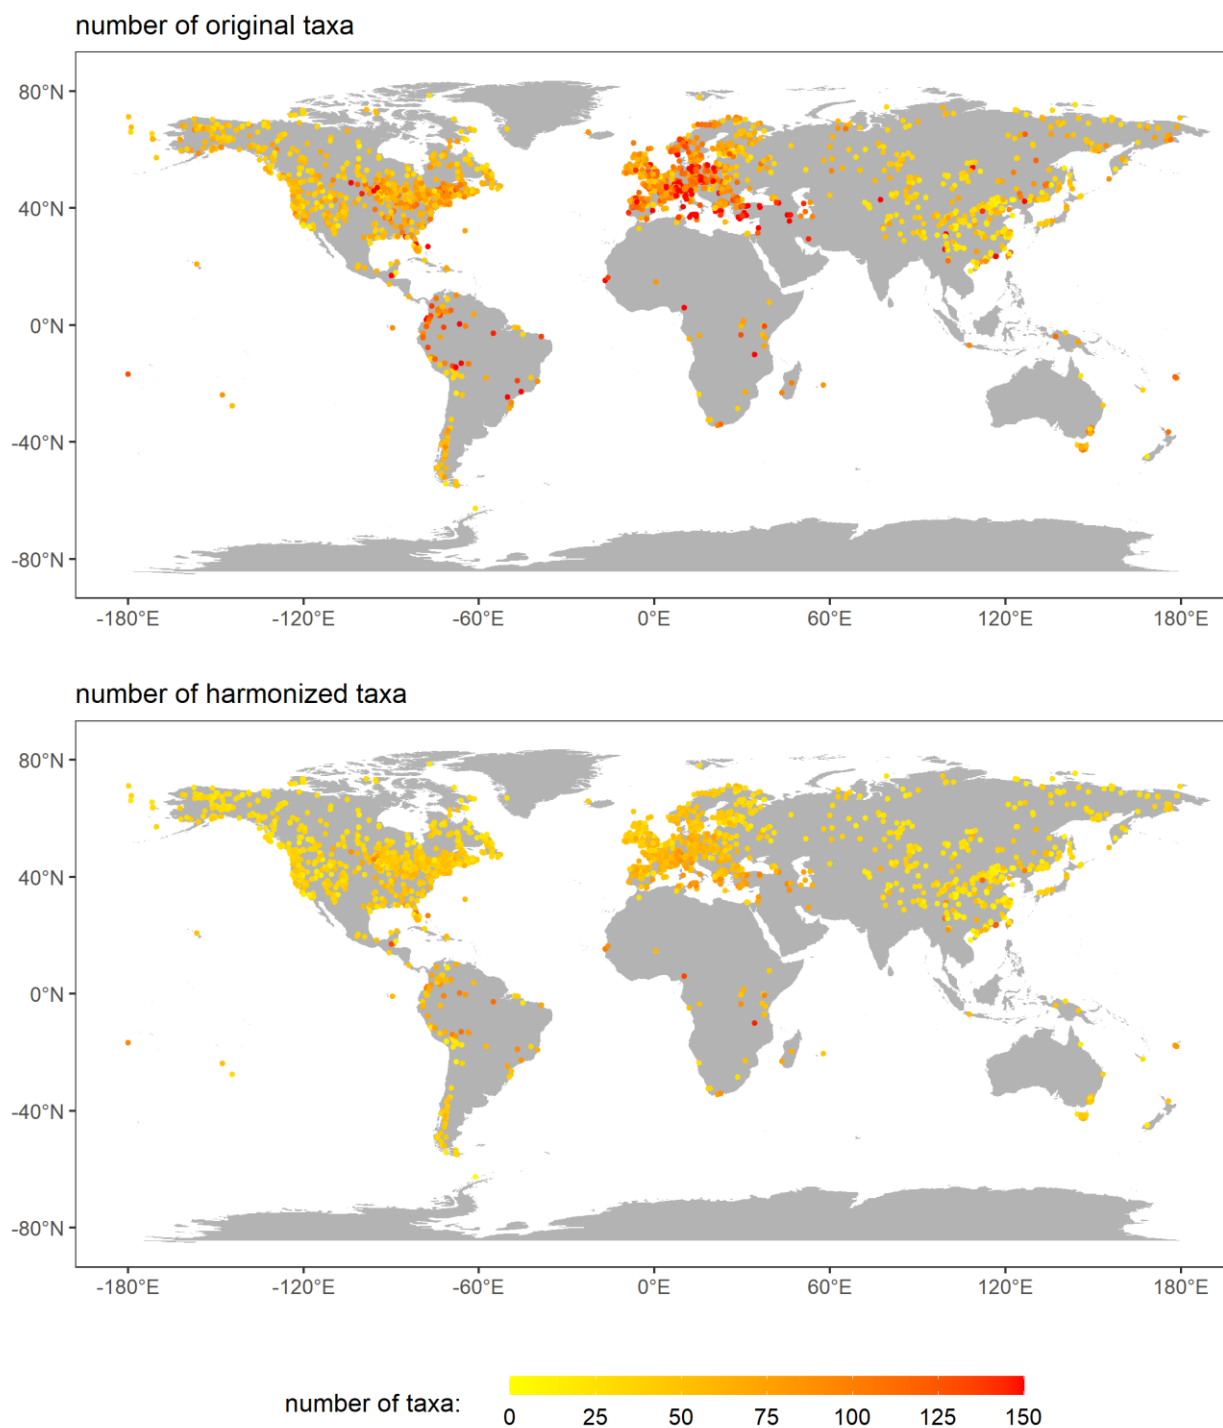 number of original taxa
80°N
40°N
0°N
-40°N
-80°N
-180°E -120°E -60°E 0°E 60°E 120°E 180°E
number of harmonized taxa
80°N
40°N
0°N
-40°N
-80°N
-180°E -120°E -60°E 0°E 60°E 120°E 180°E
number of taxa:
0 25 50 75 100 125 150